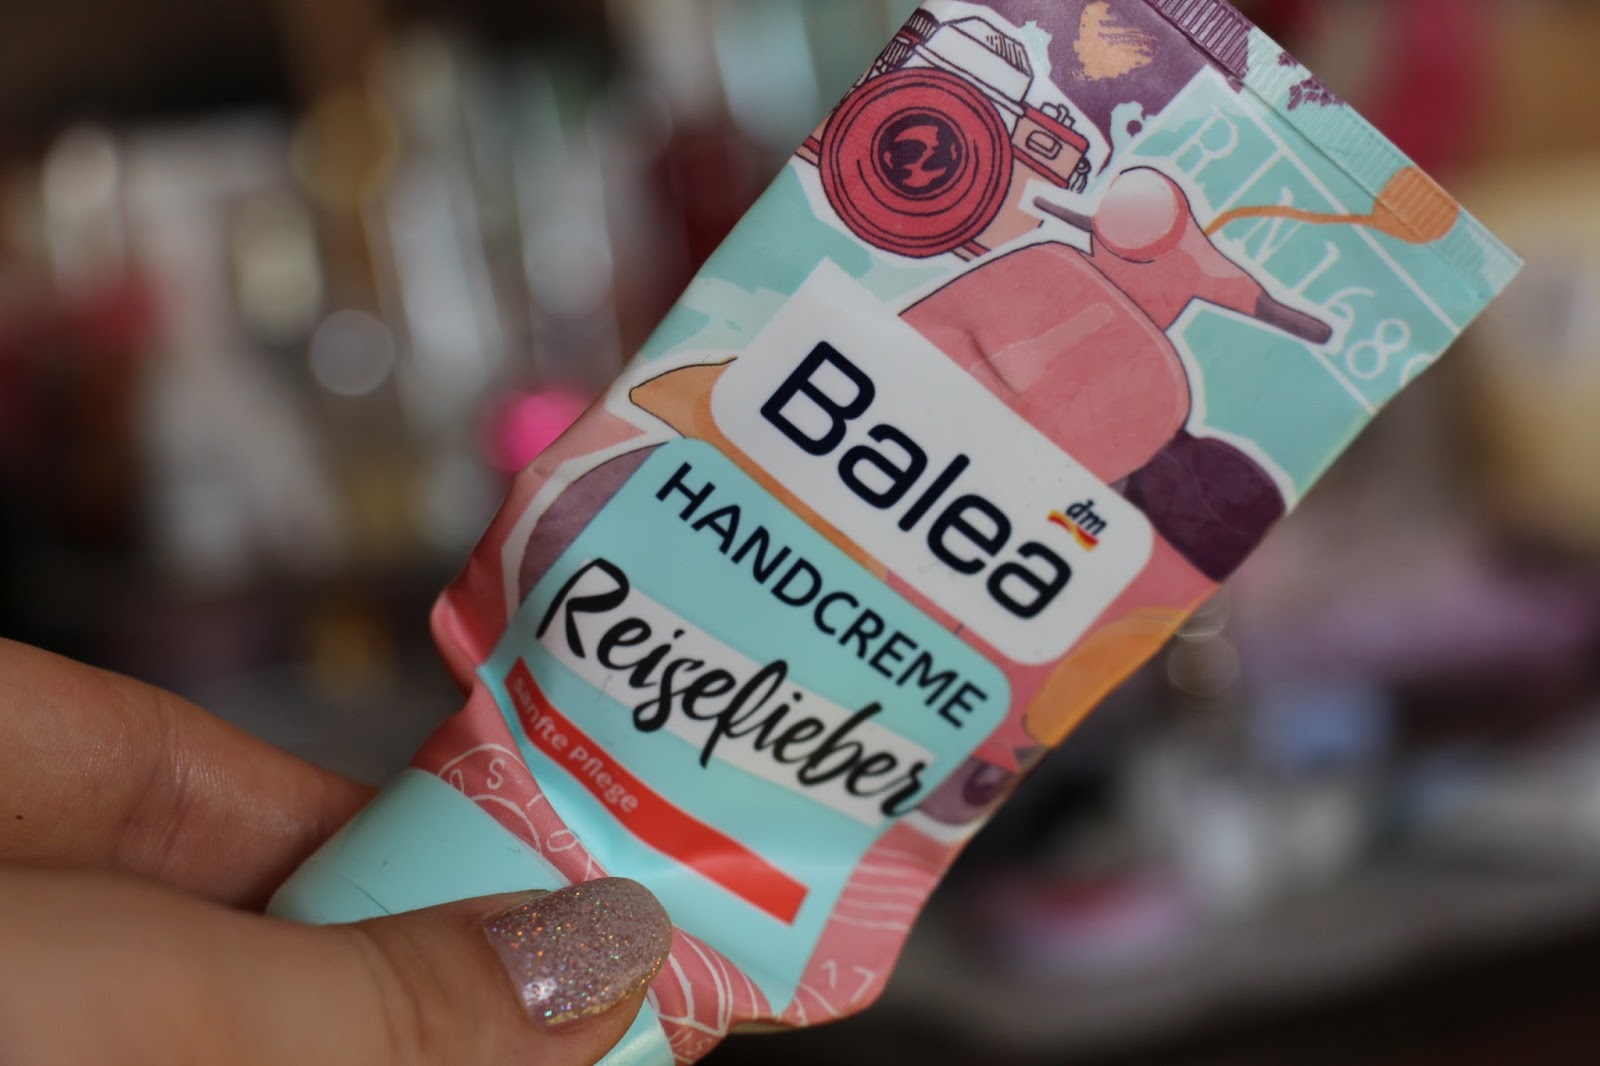 Balea
dm
HANDCREME
Reisefieber
Sanfte Pflege